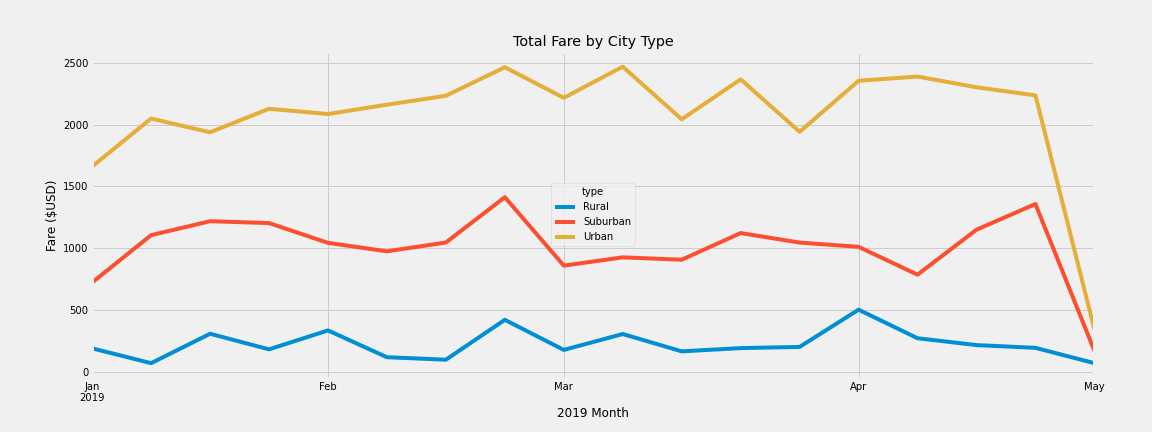 Total Fare by City Type
Fare ($USD)
2500
2000
1500
1000
500
0
type
Rural
Suburban
Urban
Jan
2019
Feb
Mar
Apr
May
2019 Month